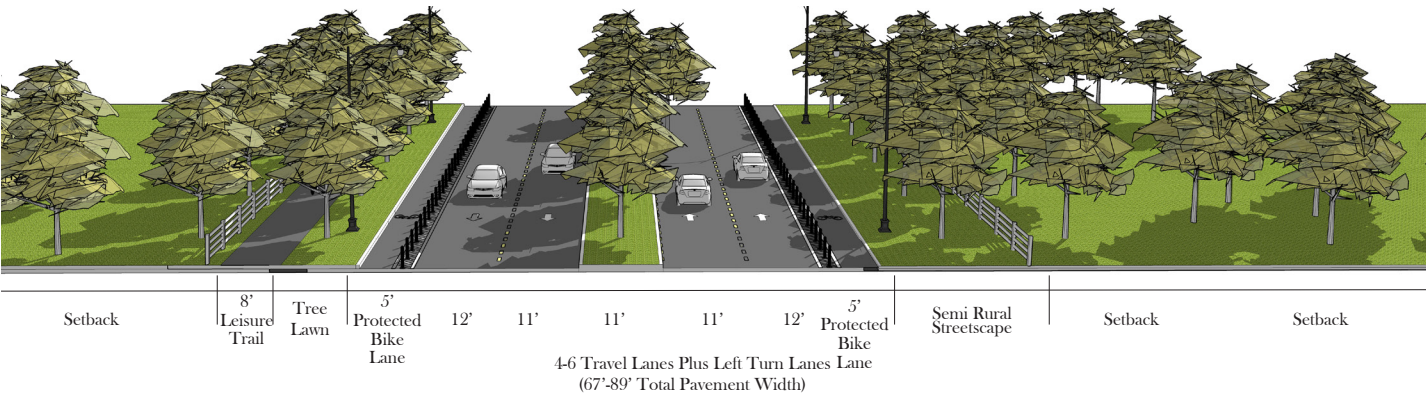 Setback
8’
Leisure
Trail
Tree
Lawn
5’
Protected
Bike
Lane
12’
11’
11’
11’
12’
5’
Protected
Bike
Lane
4-6 Travel Lanes Plus Left Turn Lanes
(67’-89’ Total Pavement Width)
Semi Rural
Streetscape
Setback
Setback